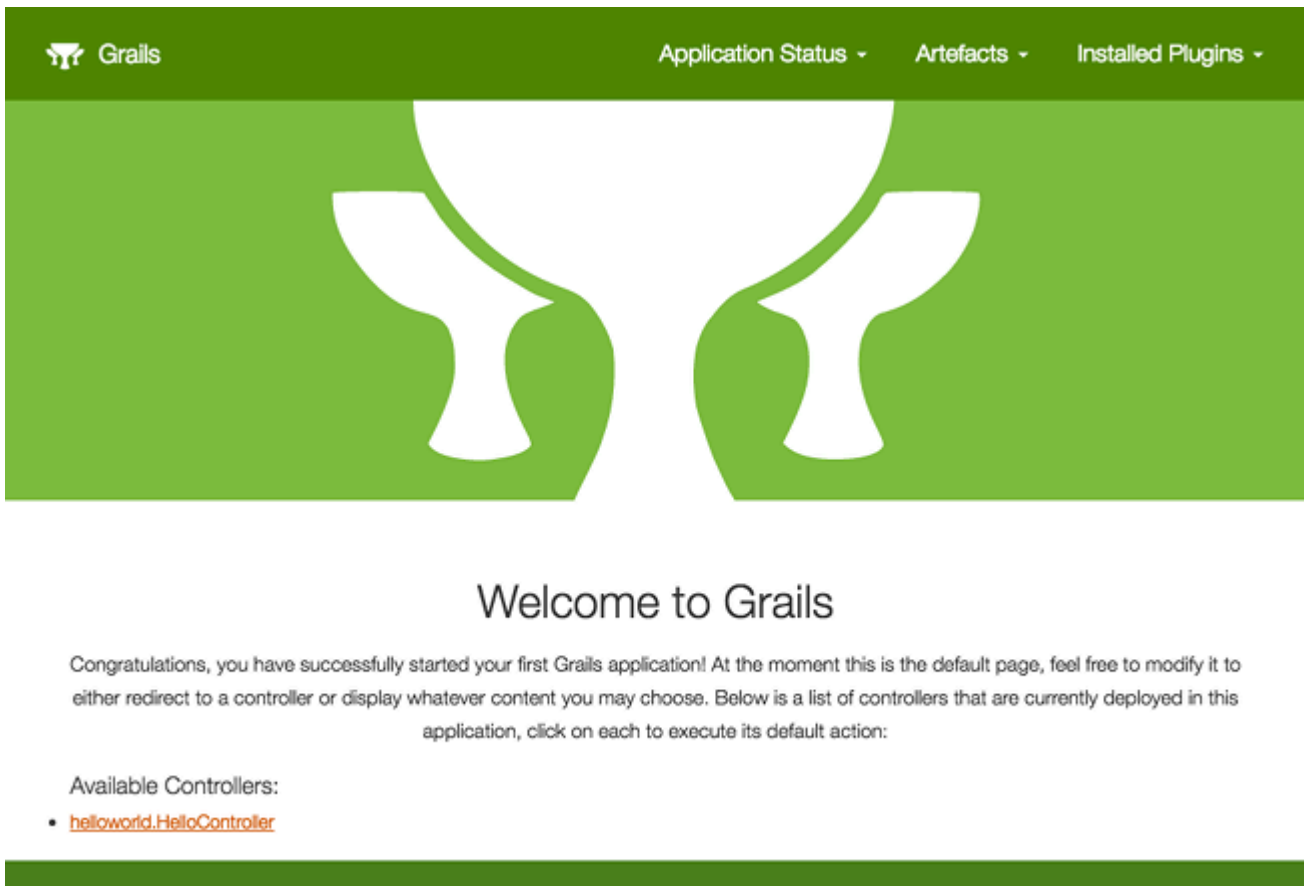 Grails
Application Status
Artefacts
Installed Plugins
Welcome to Grails
Congratulations, you have successfully started your first Grails application! At the moment this is the default page, feel free to modify it to
either redirect to a controller or display whatever content you may choose. Below is a list of controllers that are currently deployed in this
application, click on each to execute its default action:
Available Controllers:
• helloworld.HelloController